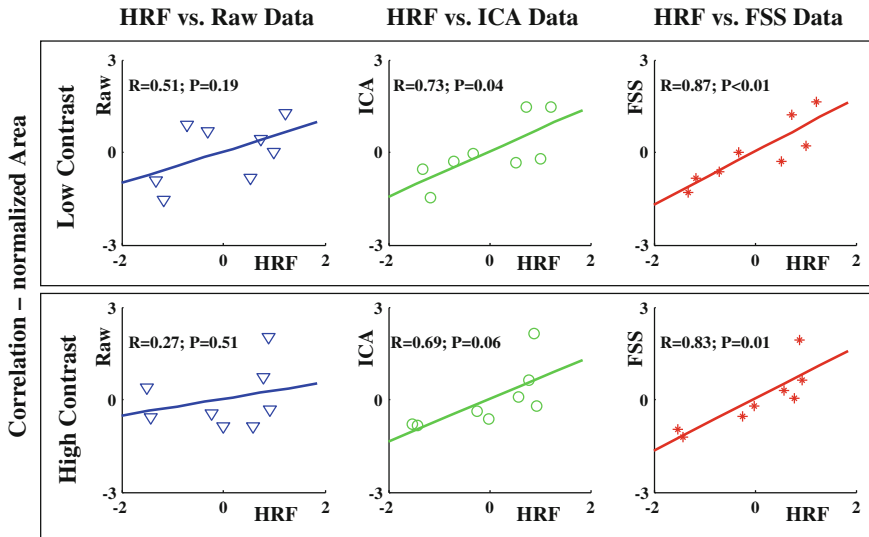 HRF vs. Raw Data
HRF vs. ICA Data
HRF vs. FSS Data
Correlation – normalized Area
Low Contrast
3
0
-3
Raw
R=0.51; P=0.19
-2
0
HRF
2
3
0
-3
ICA
R=0.73; P=0.04
-2
0
HRF
2
3
0
-3
FSS
R=0.87; P<0.01
-2
0
HRF
2
High Contrast
3
0
-3
Raw
R=0.27; P=0.51
-2
0
HRF
2
3
0
-3
ICA
R=0.69; P=0.06
-2
0
HRF
2
3
0
-3
FSS
R=0.83; P=0.01
-2
0
HRF
2